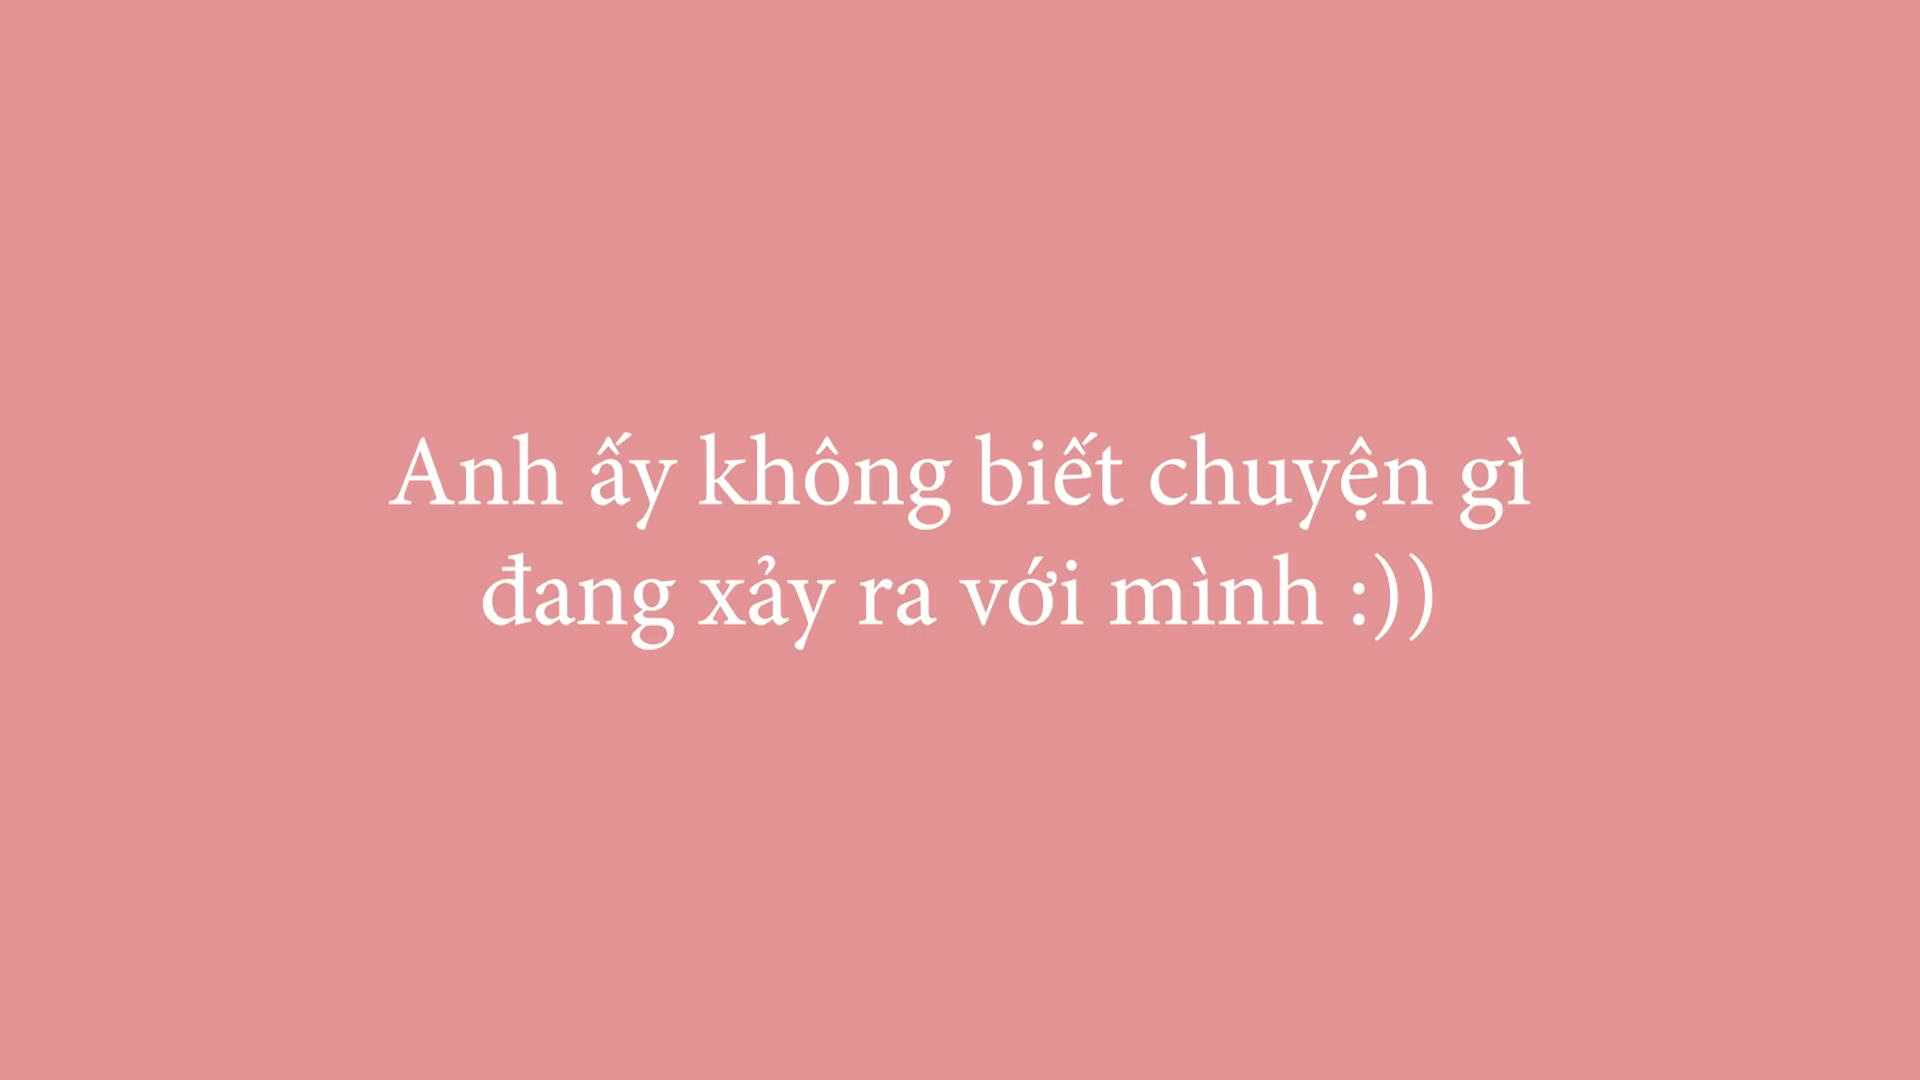 Anh ấy không biết chuyện gì
đang xảy ra với mình :))